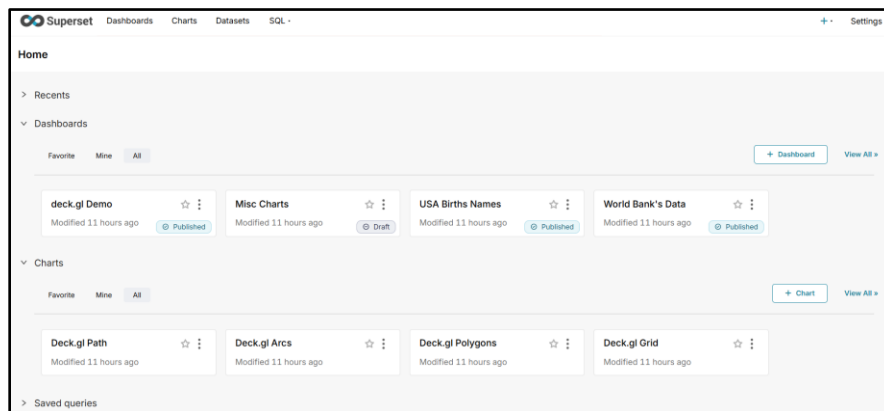 Superset Dashboards Charts Datasets SQL + Settings
Home
> Recents
Dashboards
Favorite Mine All + Dashboard View All »
deck.gl Demo Misc Charts USA Births Names World Bank's Data
Modified 11 hours ago Modified 11 hours ago Modified 11 hours ago Modified 11 hours ago
Published Draft Published Published
Charts
Favorite Mine All + Chart View All »
Deck.gl Path Deck.gl Arcs Deck.gl Polygons Deck.gl Grid
Modified 11 hours ago Modified 11 hours ago Modified 11 hours ago Modified 11 hours ago
> Saved queries